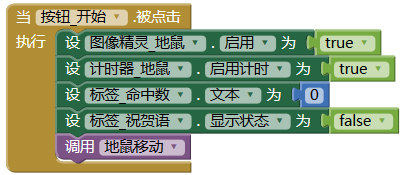 当 按钮_开始 .被点击
执行 设 图像精灵_地鼠 . 启用 为 true
设 计时器_地鼠 . 启用计时 为 true
设 标签_命中数 . 文本 为 0
设 标签_祝贺语 . 显示状态 为 false
调用 地鼠移动